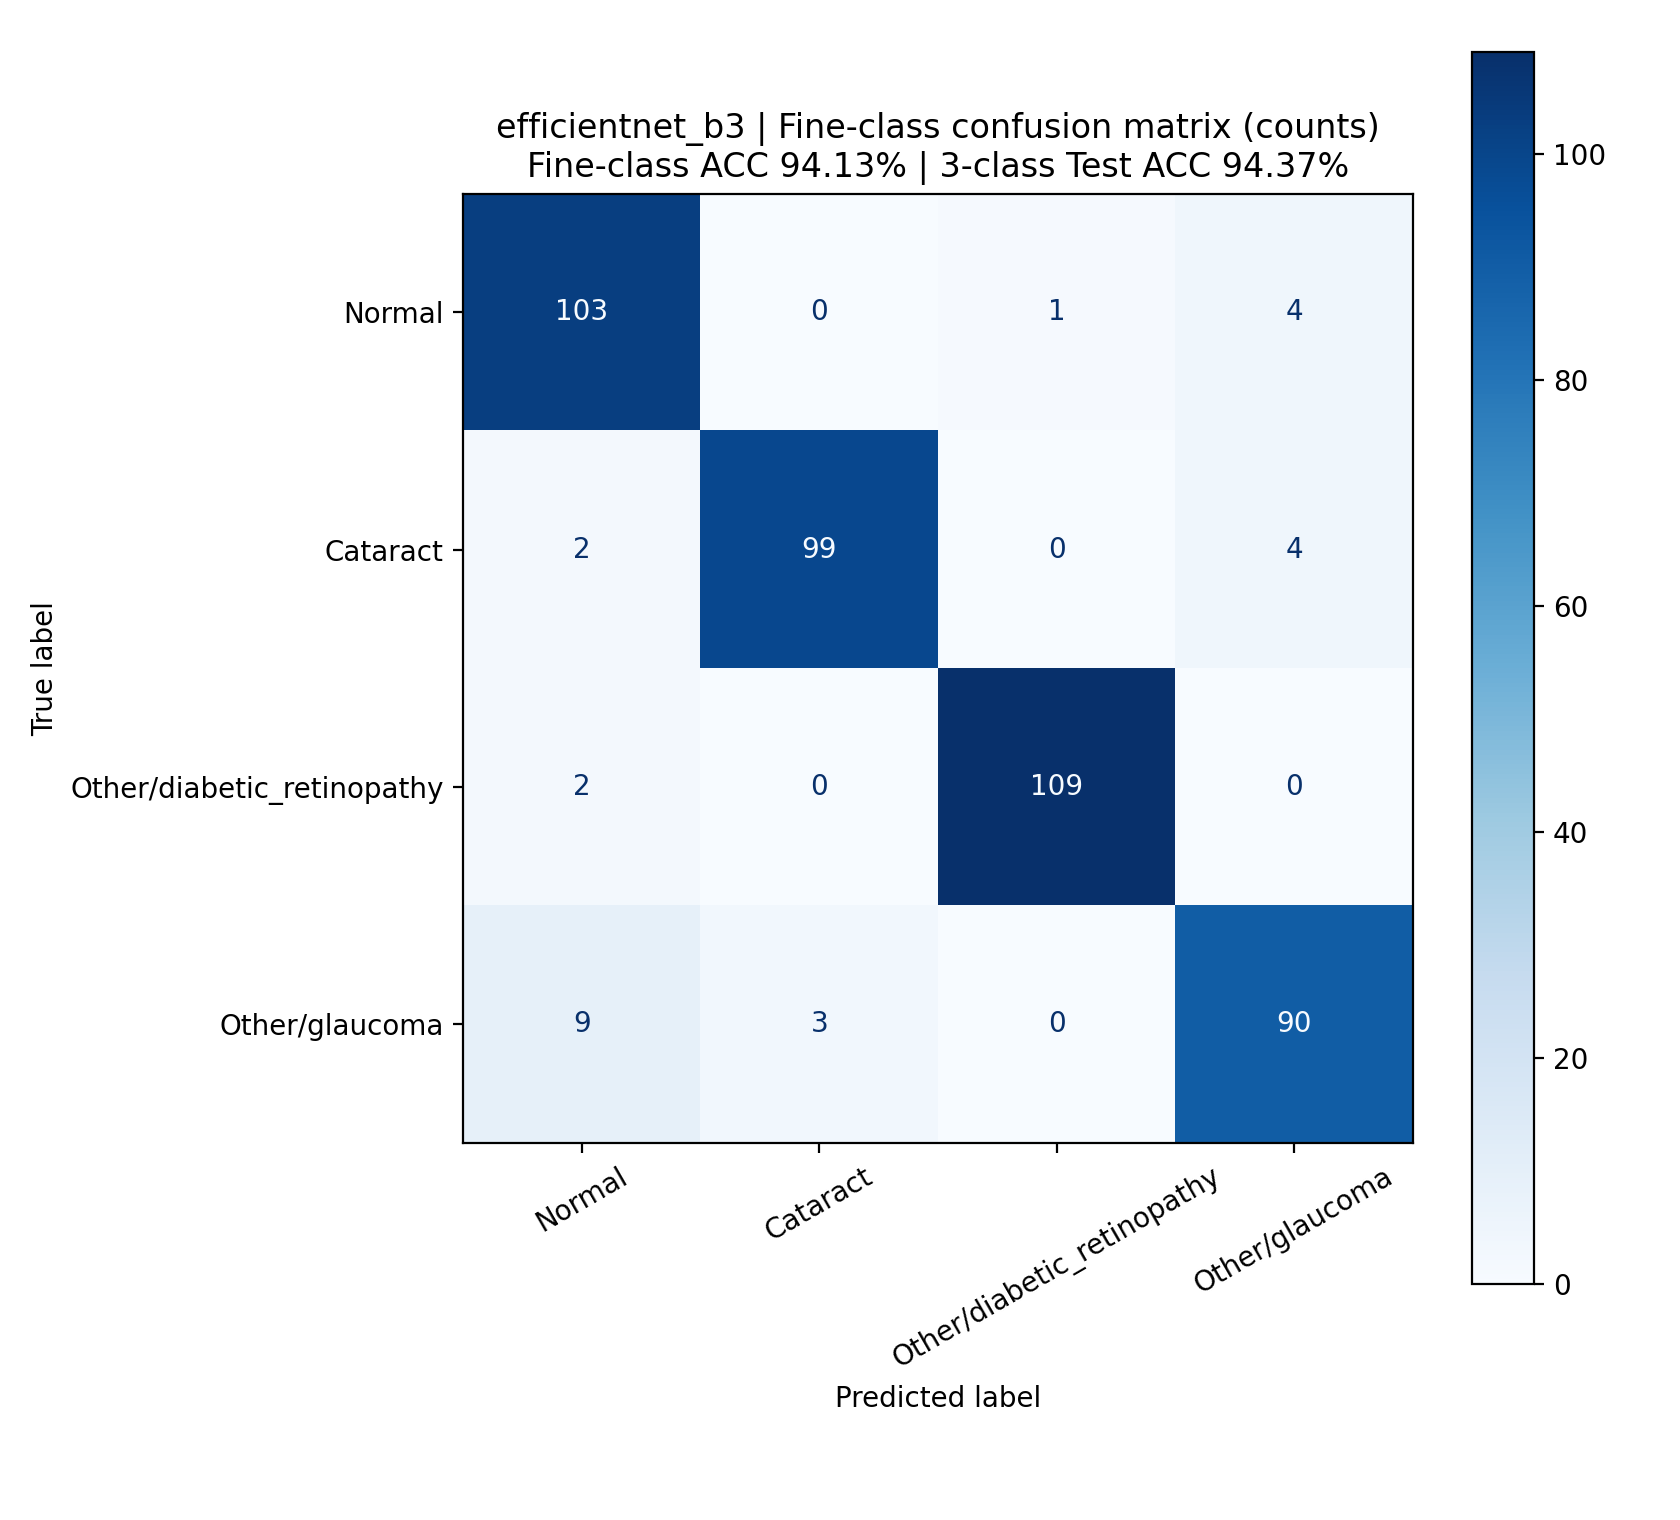 efficientnet_b3 | Fine-class confusion matrix (counts)
Fine-class ACC 94.13% | 3-class Test ACC 94.37%
True label
Normal
103
0
1
4
Cataract
2
99
0
4
Other/diabetic_retinopathy
2
0
109
0
Other/glaucoma
9
3
0
90
Normal
Cataract
Other/diabetic_retinopathy
Other/glaucoma
Predicted label
100
80
60
40
20
0